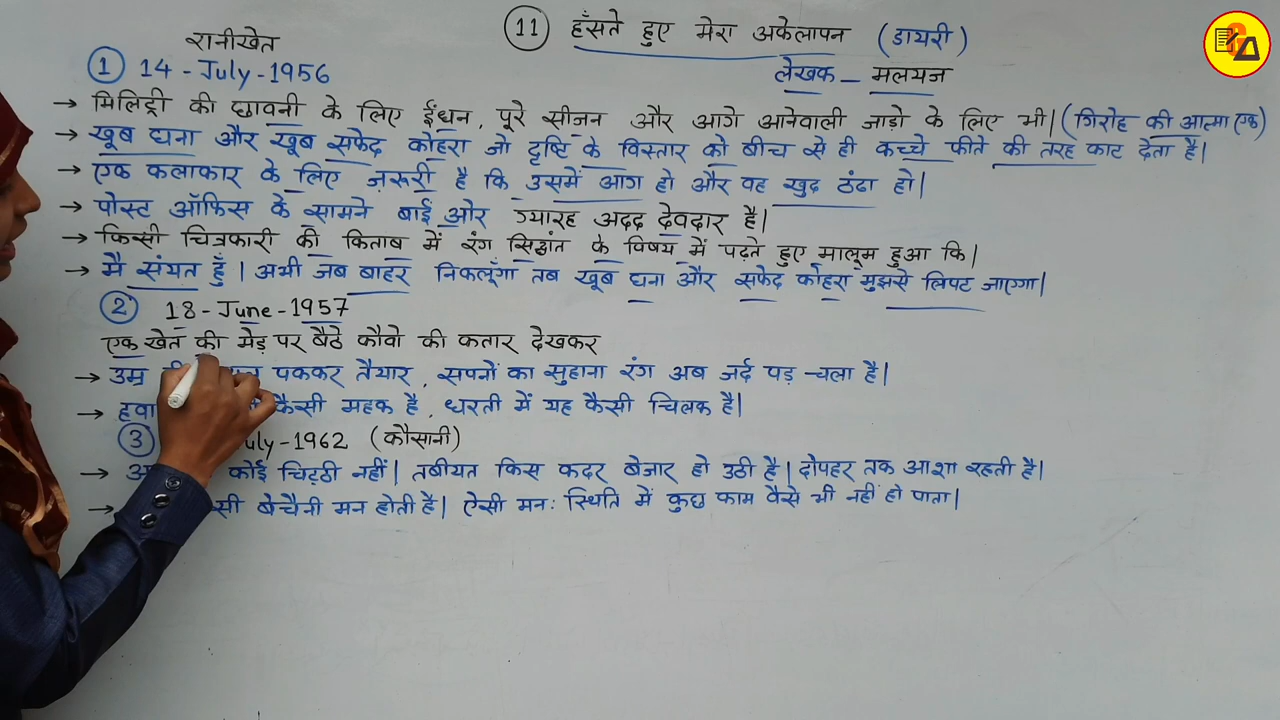 ⑪ हँसते हुए मेरा अकेलापन (डायरी)
लेखक - मलयज
रानीखेत
① 14 - July - 1956
→ मिलिट्री की छावनी के लिए ईंधन, पूरे सीजन और आगे आनेवाली जाड़ो के लिए भी। (गिरोह की आत्मा एक)
→ खूब घना और खूब सफेद कोहरा जो दृष्टि के विस्तार को बीच से ही कच्चे फीते की तरह काट देता है।
→ एक कलाकार के लिए ज़रूरी है कि उसमें आग हो और वह खुद ठंढा हो।
→ पोस्ट ऑफिस के सामने बाईं ओर ग्यारह अदद देवदार है।
→ किसी चित्रकारी की किताब में रंग सिद्धांत के विषय में पढ़ते हुए मालूम हुआ कि।
→ मै संयत हूँ। अभी जब बाहर निकलूँगा तब खूब घना और सफेद कोहरा मुझसे लिपट जाएगा।
② 18 - June - 1957
एक खेत की मेड़ पर बैठे कौवो की कतार देखकर
→ उम्र पककर तैयार, सपनों का सुहाना रंग अब जर्द पड़ चला है।
→ हवा कैसी महक है, धरती में यह कैसी चिलक है।
③ uly - 1962 (कौसानी)
→ कोई चिट्ठी नहीं। तबीयत किस कदर बेजार हो उठी है। दोपहर तक आशा रहती है।
→ सी बेचैनी मन होती है। ऐसी मनः स्थिति में कुछ काम वैसे भी नहीं हो पाता।